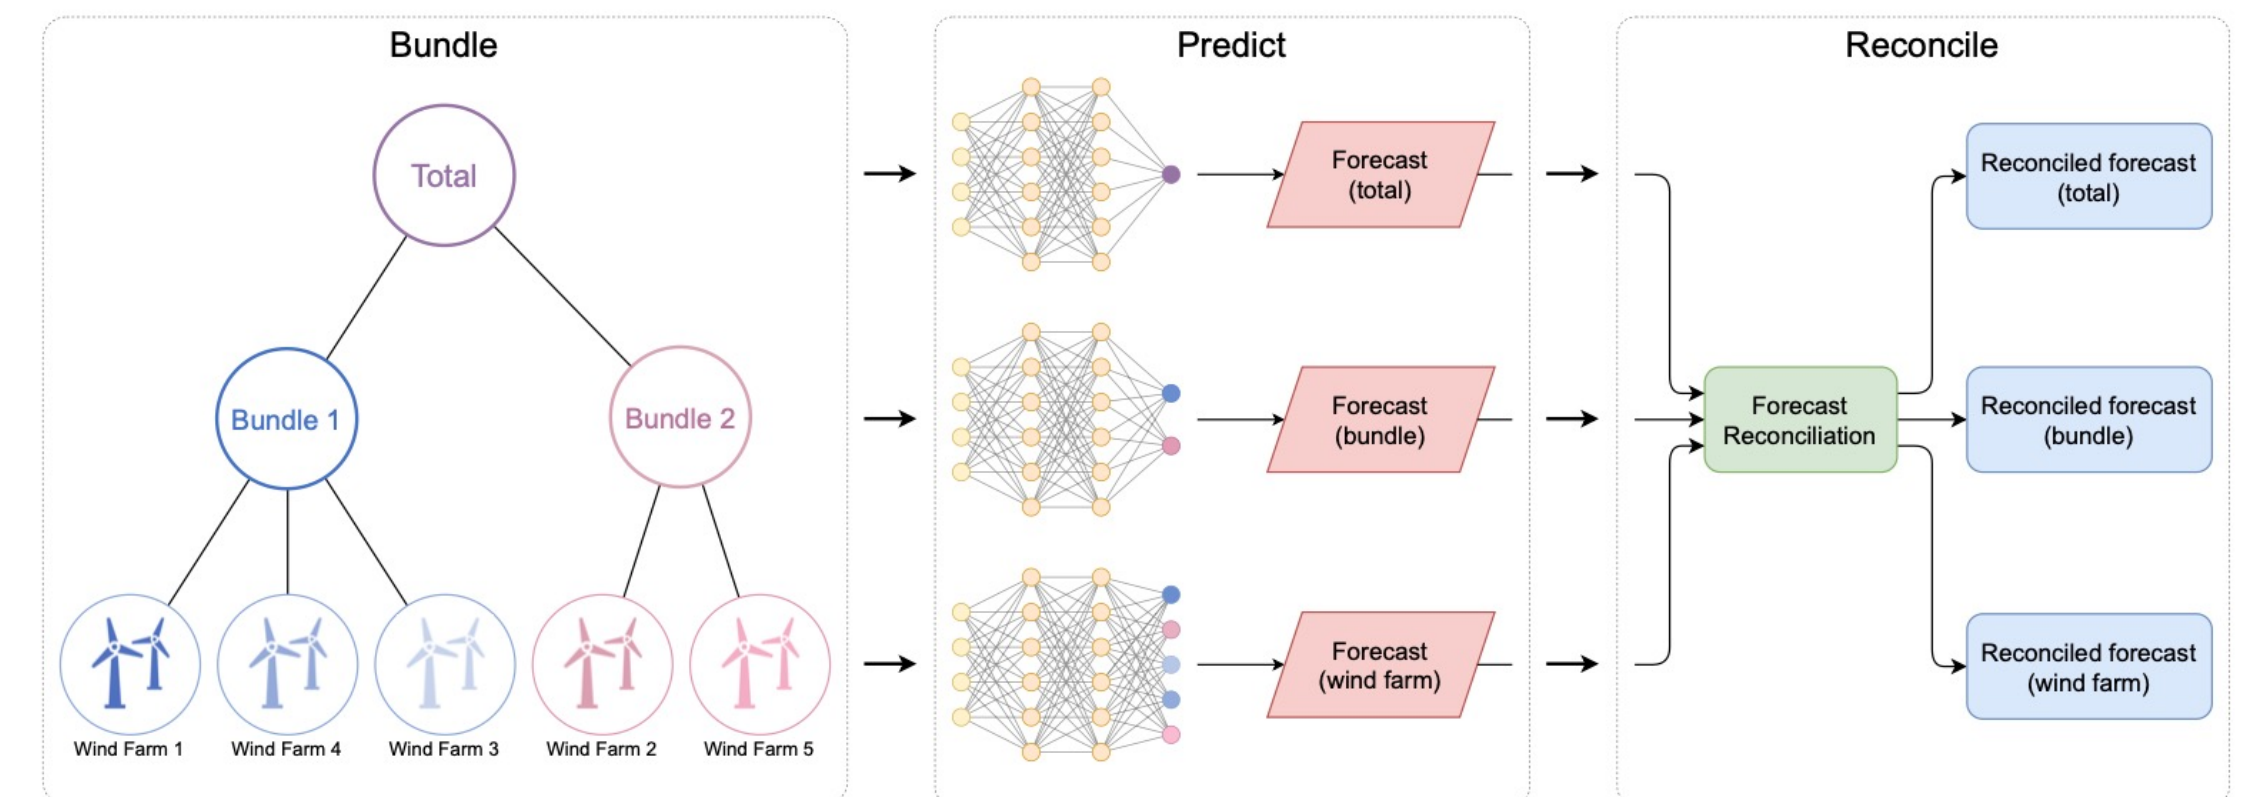 Bundle
Total
Bundle 1
Bundle 2
Wind Farm 1
Wind Farm 4
Wind Farm 3
Wind Farm 2
Wind Farm 5
Predict
Forecast
(total)
Forecast
(bundle)
Forecast
(wind farm)
Reconcile
Forecast
Reconciliation
Reconciled forecast
(total)
Reconciled forecast
(bundle)
Reconciled forecast
(wind farm)